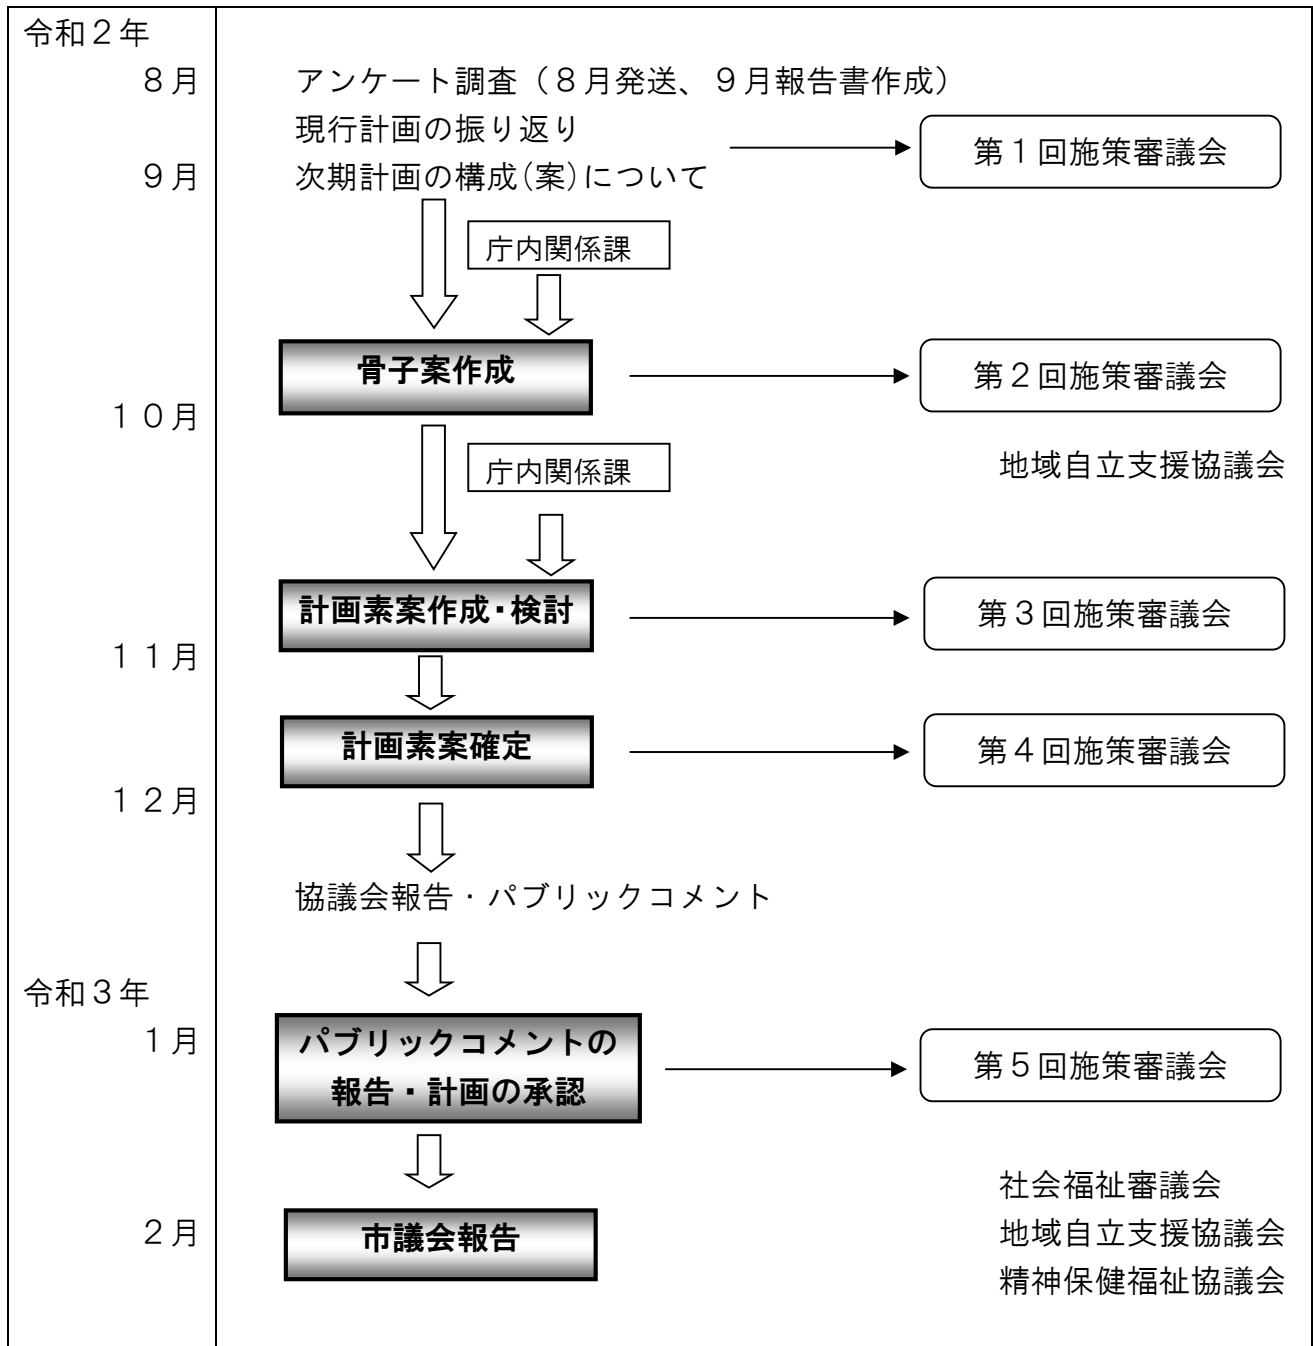 令和２年
８月
アンケート調査（８月発送、９月報告書作成）
現行計画の振り返り
第１回施策審議会
９月
次期計画の構成(案)について
庁内関係課
骨子案作成
第２回施策審議会
１０月
地域自立支援協議会
庁内関係課
計画素案作成・検討
第３回施策審議会
１１月
計画素案確定
第４回施策審議会
１２月
協議会報告・パブリックコメント
令和３年
１月
パブリックコメントの
報告・計画の承認
第５回施策審議会
社会福祉審議会
２月
市議会報告
地域自立支援協議会
精神保健福祉協議会